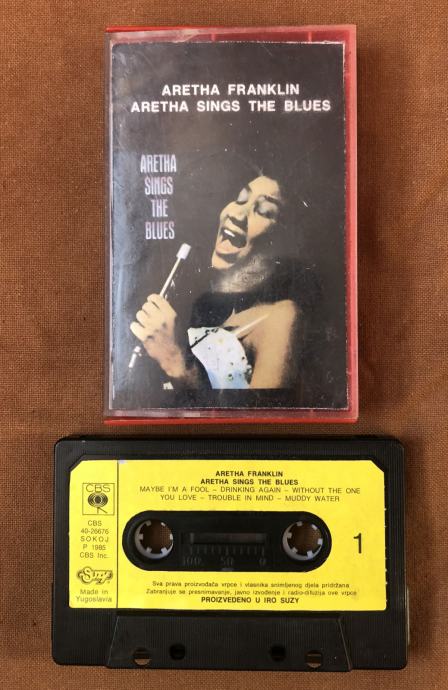 ARETHA FRANKLIN
ARETHA SINGS THE BLUES
ARETHA
SINGS
THE
BLUES
CBS
CBS
40-26676
SOKOJ
P 1985
CBS Inc.
Suzy
Made in
Yugoslavia
ARETHA FRANKLIN
ARETHA SINGS THE BLUES
MAYBE I'M A FOOL – DRINKING AGAIN – WITHOUT THE ONE
YOU LOVE – TROUBLE IN MIND – MUDDY WATER
1
100 50 0
Sva prava proizvođača vrpce i vlasnika snimljenog djela pridržana
Zabranjuje se presnimavanje, javno izvođenje i radio-difuzija ove vrpce
PROIZVEDENO U IRO SUZY